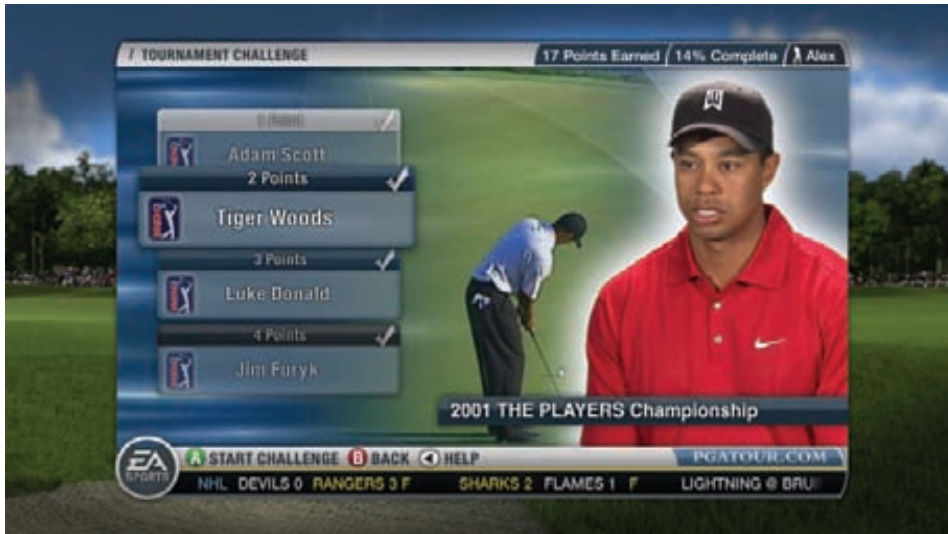 / TOURNAMENT CHALLENGE
17 Points Earned / 14% Complete / Alex
Adam Scott
2 Points
Tiger Woods
3 Points
Luke Donald
4 Points
Jim Furyk
2001 THE PLAYERS Championship
EA
SPORTS
A START CHALLENGE B BACK HELP
PGATOUR.COM
NHL DEVILS 0 RANGERS 3 F SHARKS 2 FLAMES 1 F LIGHTNING @ BRU